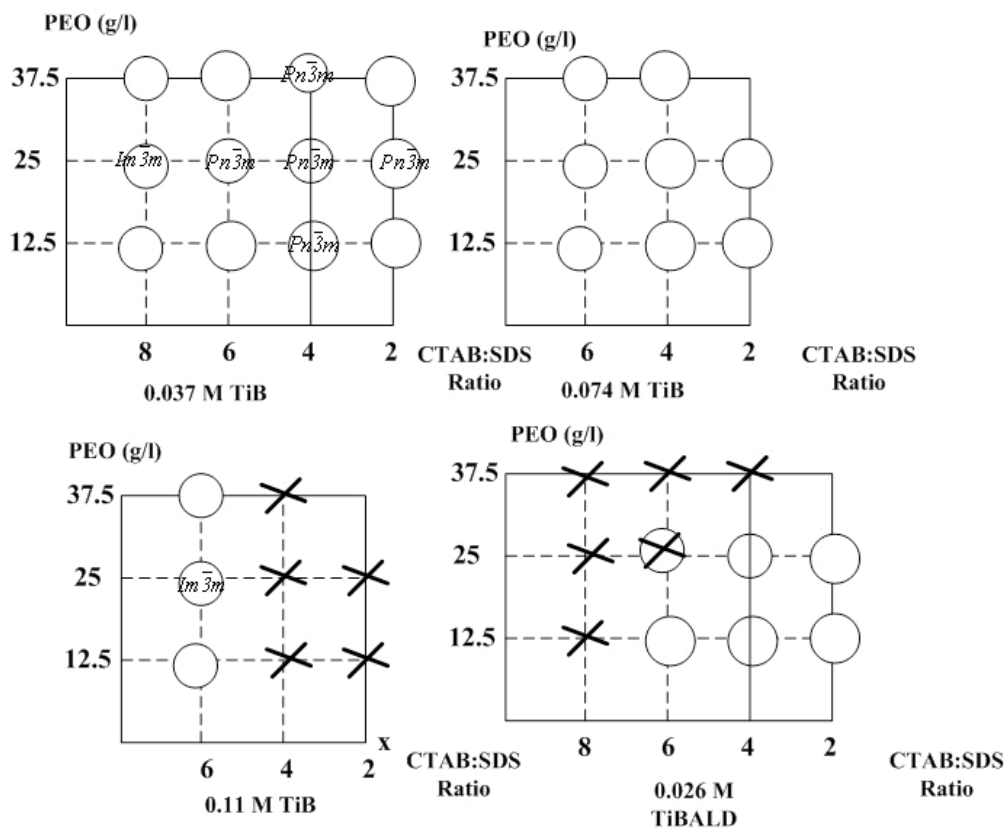 PEO (g/l)
37.5
Pn3̅m
25
Im3̅m
Pn3̅m
Pn3̅m
Pn3̅m
12.5
Pn3̅m
8
6
4
2
CTAB:SDS
Ratio
0.037 M TiB
PEO (g/l)
37.5
25
12.5
6
4
2
CTAB:SDS
Ratio
0.074 M TiB
PEO (g/l)
37.5
25
Im3̅m
12.5
x
6
4
2
CTAB:SDS
Ratio
0.11 M TiB
PEO (g/l)
37.5
25
12.5
8
6
4
2
CTAB:SDS
Ratio
0.026 M
TiBALD